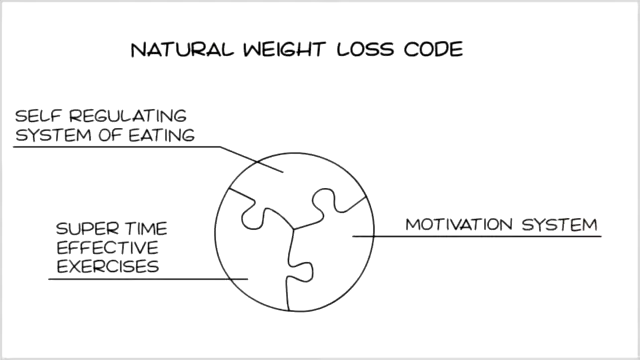 NATURAL WEIGHT LOSS CODE
SELF REGULATING
SYSTEM OF EATING
SUPER TIME
EFFECTIVE
EXERCISES
MOTIVATION SYSTEM